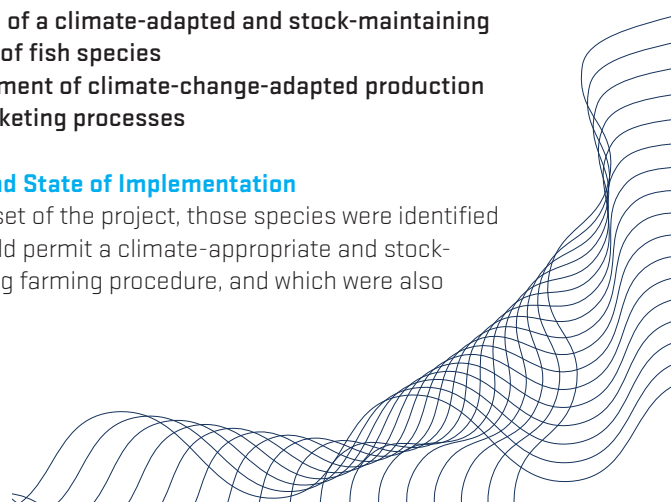 of a climate-adapted and stock-maintaining
of fish species
ment of climate-change-adapted production
keting processes
nd State of Implementation
set of the project, those species were identified
ld permit a climate-appropriate and stock-
g farming procedure, and which were also